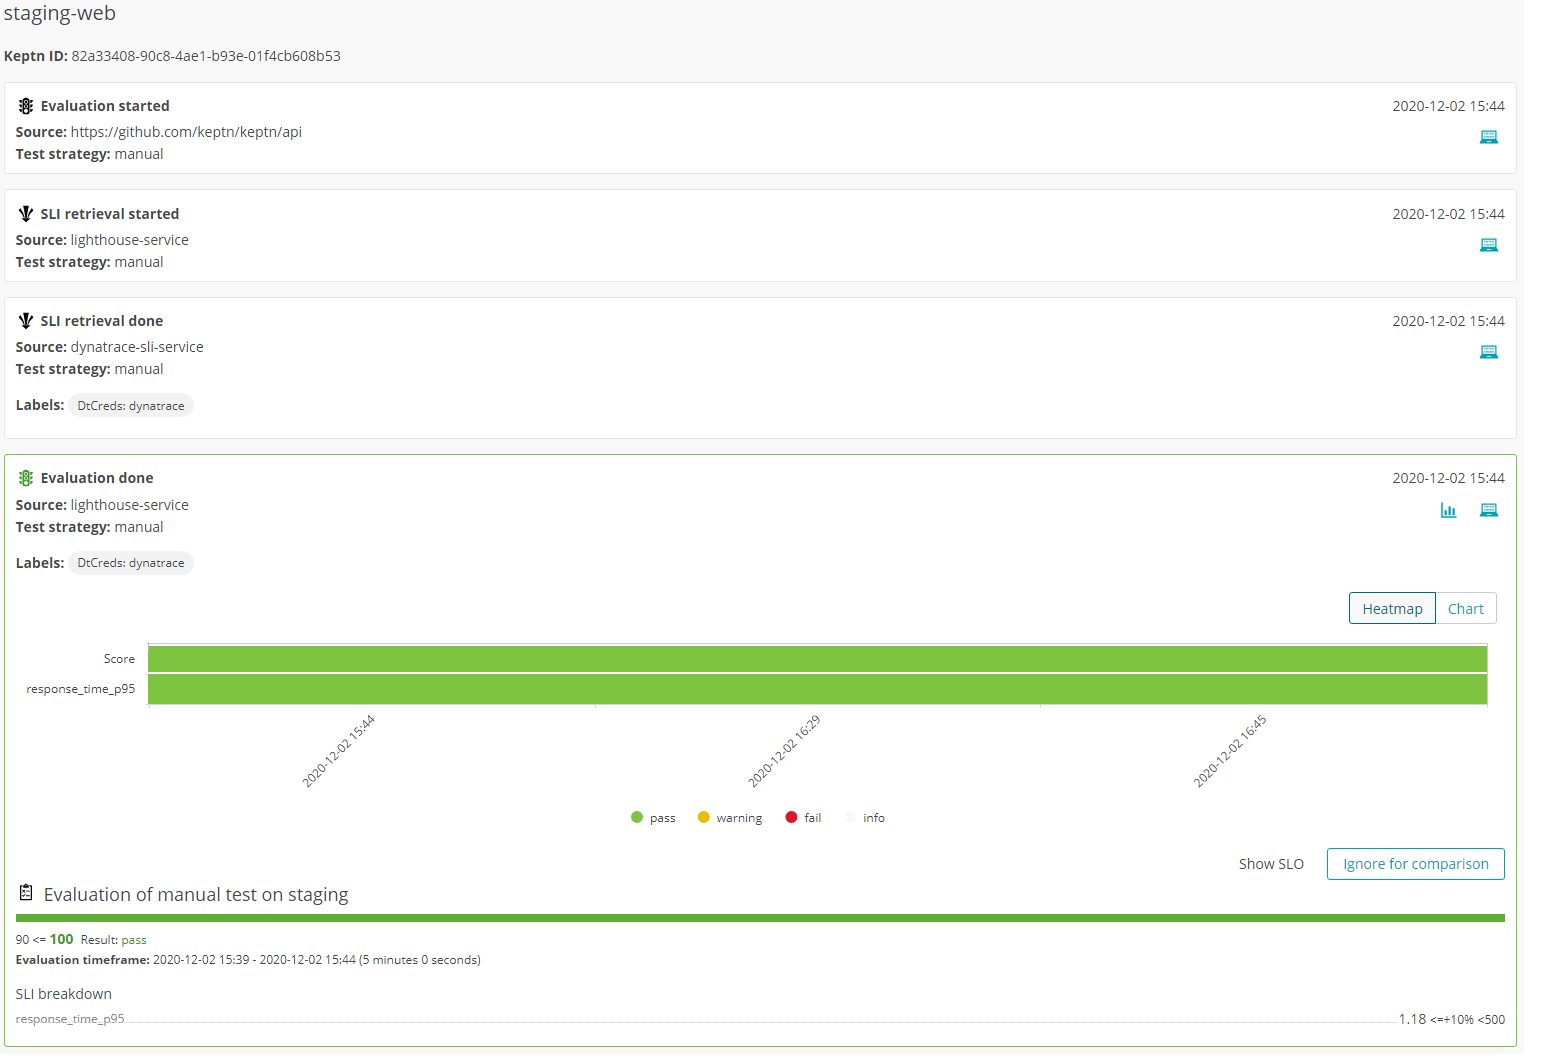 staging-web
Keptn ID: 82a33408-90c8-4ae1-b93e-01f4cb608b53
Evaluation started 2020-12-02 15:44
Source: https://github.com/keptn/keptn/api
Test strategy: manual
SLI retrieval started 2020-12-02 15:44
Source: lighthouse-service
Test strategy: manual
SLI retrieval done 2020-12-02 15:44
Source: dynatrace-sli-service
Test strategy: manual
Labels: DtCreds: dynatrace
Evaluation done 2020-12-02 15:44
Source: lighthouse-service
Test strategy: manual
Labels: DtCreds: dynatrace
Heatmap Chart
Score
response_time_p95
2020-12-02 15:44 2020-12-02 16:29 2020-12-02 16:45
pass warning fail info
Show SLO Ignore for comparison
Evaluation of manual test on staging
90 <= 100 Result: pass
Evaluation timeframe: 2020-12-02 15:39 - 2020-12-02 15:44 (5 minutes 0 seconds)
SLI breakdown
response_time_p95 1.18 <=+10% <500